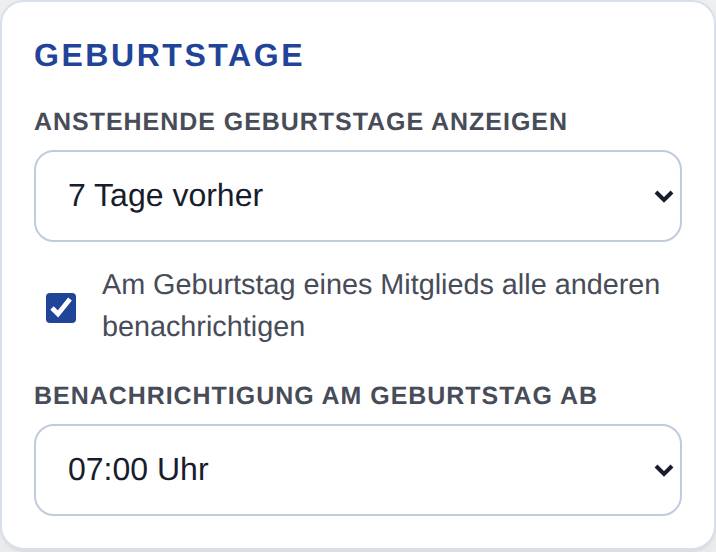 GEBURTSTAGE
ANSTEHENDE GEBURTSTAGE ANZEIGEN
7 Tage vorher
Am Geburtstag eines Mitglieds alle anderen
benachrichtigen
BENACHRICHTIGUNG AM GEBURTSTAG AB
07:00 Uhr